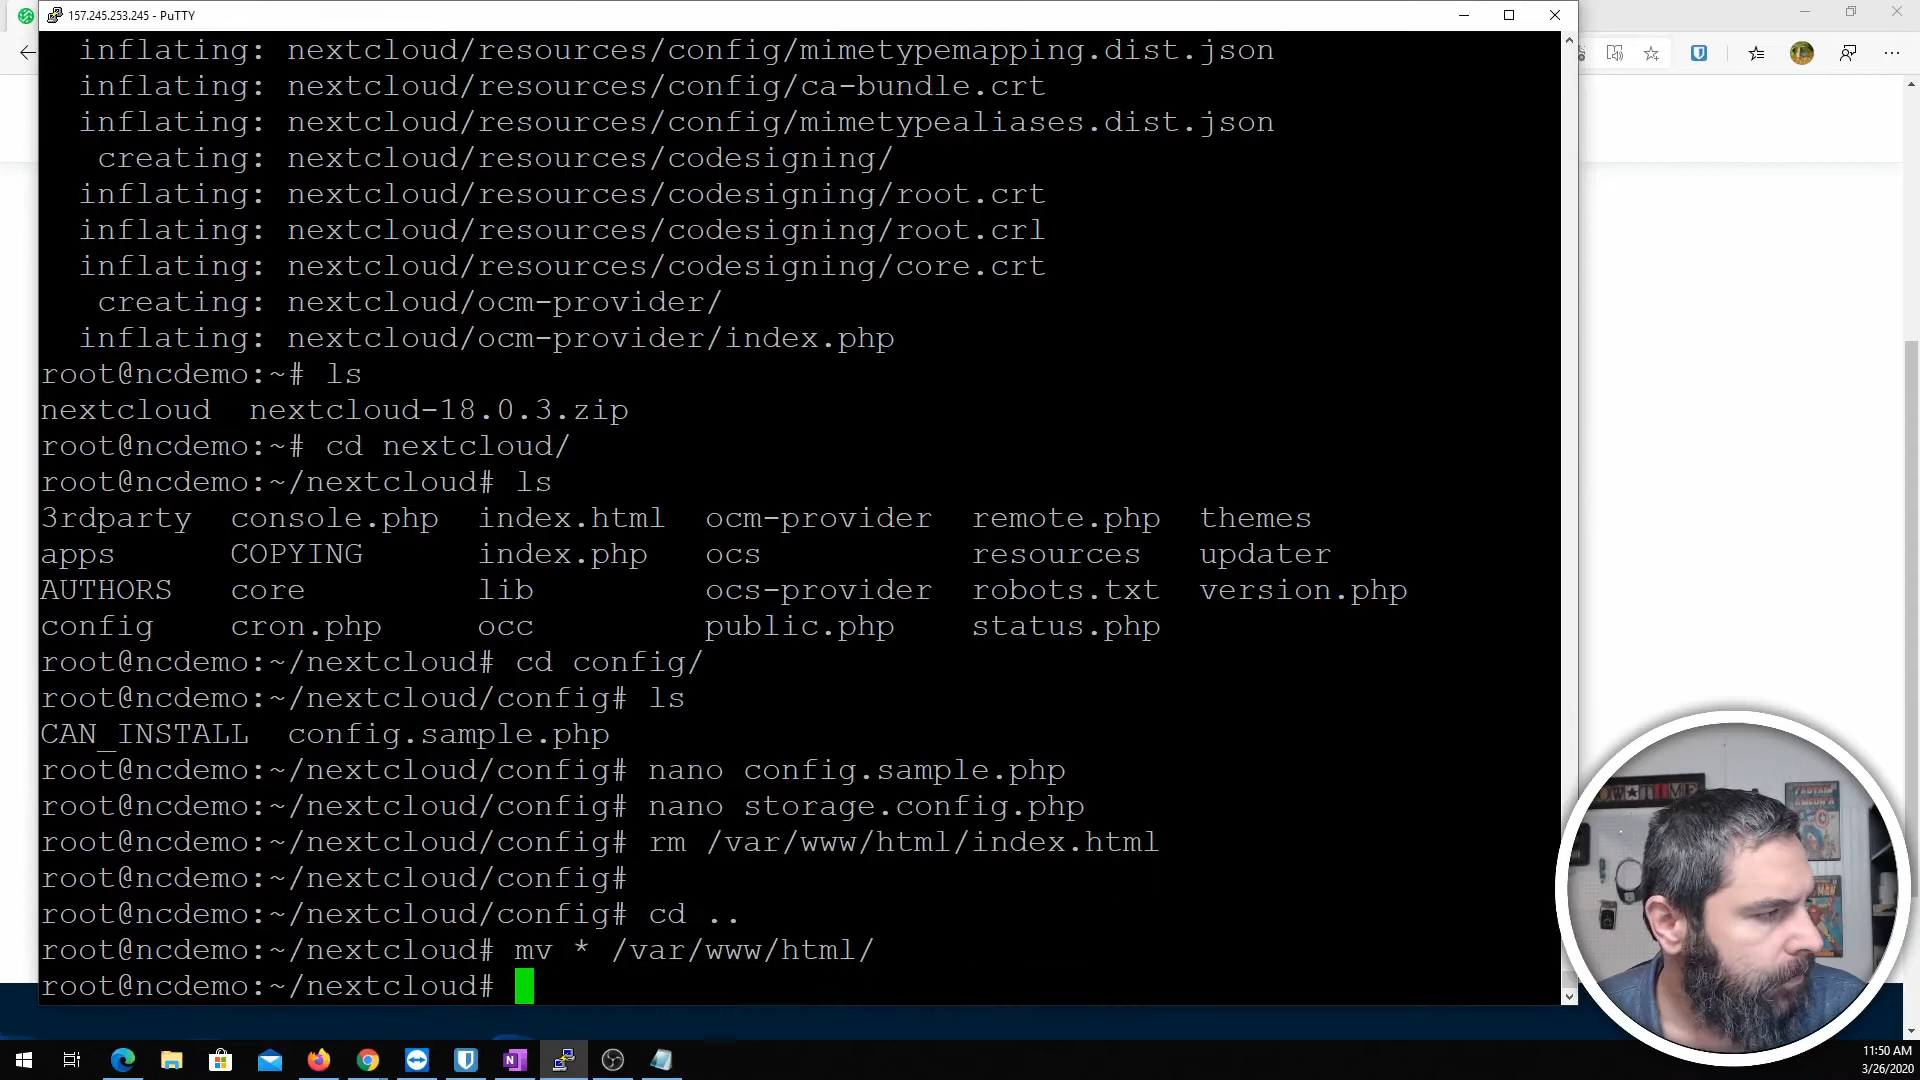 157.245.253.245 - PuTTY
inflating: nextcloud/resources/config/mimetypemapping.dist.json
inflating: nextcloud/resources/config/ca-bundle.crt
inflating: nextcloud/resources/config/mimetypealiases.dist.json
creating: nextcloud/resources/codesigning/
inflating: nextcloud/resources/codesigning/root.crt
inflating: nextcloud/resources/codesigning/root.crl
inflating: nextcloud/resources/codesigning/core.crt
creating: nextcloud/ocm-provider/
inflating: nextcloud/ocm-provider/index.php
root@ncdemo:~# ls
nextcloud  nextcloud-18.0.3.zip
root@ncdemo:~# cd nextcloud/
root@ncdemo:~/nextcloud# ls
3rdparty  console.php  index.html  ocm-provider  remote.php  themes
apps  COPYING  index.php  ocs  resources  updater
AUTHORS  core  lib  ocs-provider  robots.txt  version.php
config  cron.php  occ  public.php  status.php
root@ncdemo:~/nextcloud# cd config/
root@ncdemo:~/nextcloud/config# ls
CAN_INSTALL  config.sample.php
root@ncdemo:~/nextcloud/config# nano config.sample.php
root@ncdemo:~/nextcloud/config# nano storage.config.php
root@ncdemo:~/nextcloud/config# rm /var/www/html/index.html
root@ncdemo:~/nextcloud/config#
root@ncdemo:~/nextcloud/config# cd ..
root@ncdemo:~/nextcloud# mv * /var/www/html/
root@ncdemo:~/nextcloud#
11:50 AM
3/26/2020